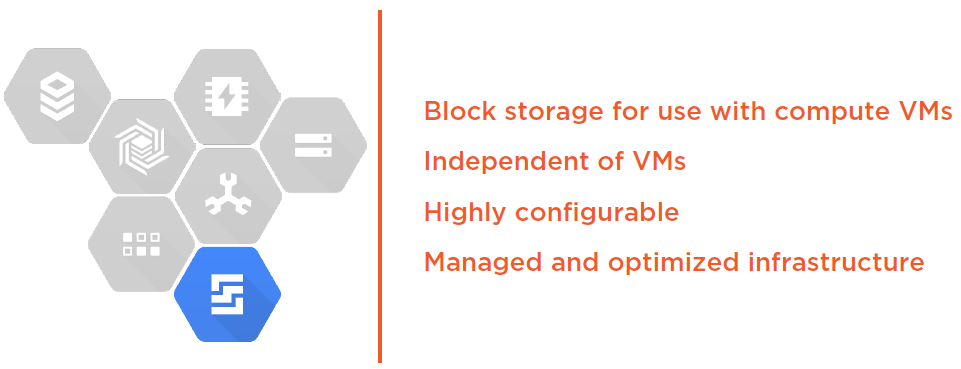 Block storage for use with compute VMs
Independent of VMs
Highly configurable
Managed and optimized infrastructure